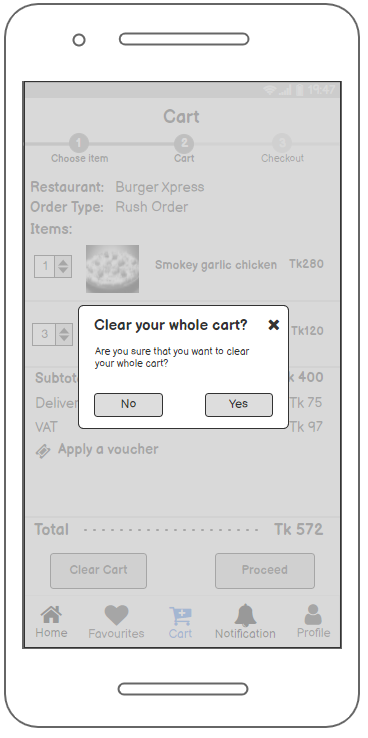 19:47
Cart
1 2 3
Choose item Cart Checkout
Restaurant: Burger Xpress
Order Type: Rush Order
Items:
1 Smokey garlic chicken Tk280
Clear your whole cart?
3 Tk120
Are you sure that you want to clear
your whole cart?
Subtot 400
No Yes
Deliver Tk 75
VAT Tk 97
Apply a voucher
Total Tk 572
Clear Cart Proceed
Home Favourites Cart Notification Profile